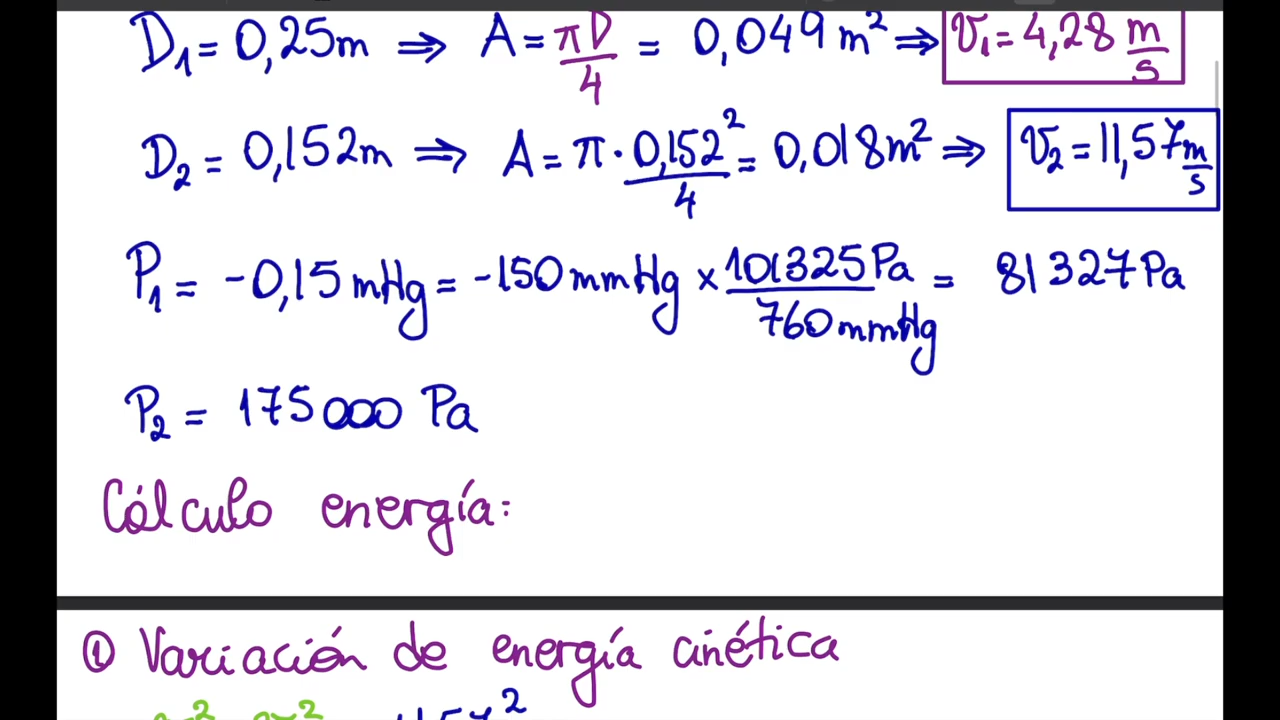 D₁ = 0,25m ⇒ A = πD/4 = 0,049 m² ⇒ v₁ = 4,28 m/s
D₂ = 0,152m ⇒ A = π · 0,152²/4 = 0,018m² ⇒ v₂ = 11,57 m/s
P₁ = -0,15 mHg = -150 mmHg × 101325 Pa/760 mmHg = 81327 Pa
P₂ = 175000 Pa
Cálculo energía:
① Variación de energía cinética